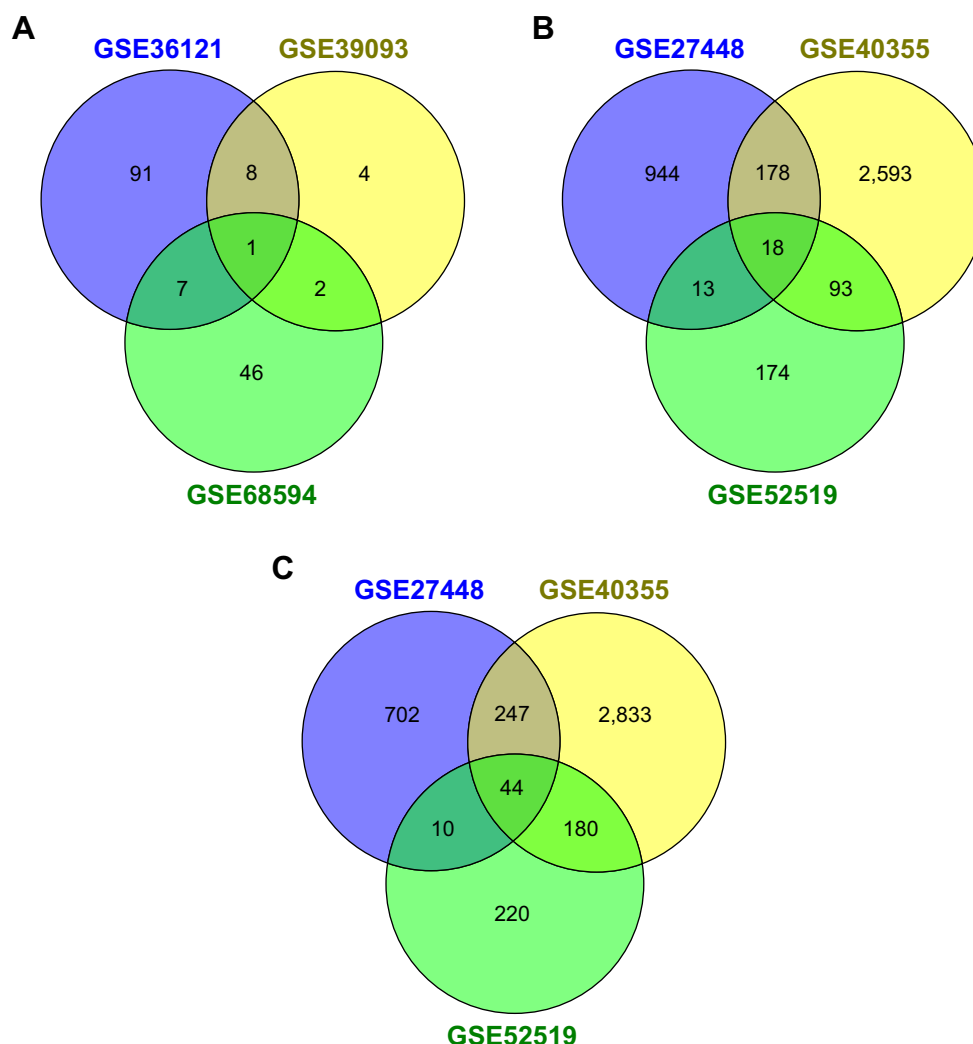 A
GSE36121 GSE39093
91 8 4
1
7 2
46
GSE68594
B
GSE27448 GSE40355
944 178 2,593
18
13 93
174
GSE52519
C
GSE27448 GSE40355
702 247 2,833
44
10 180
220
GSE52519